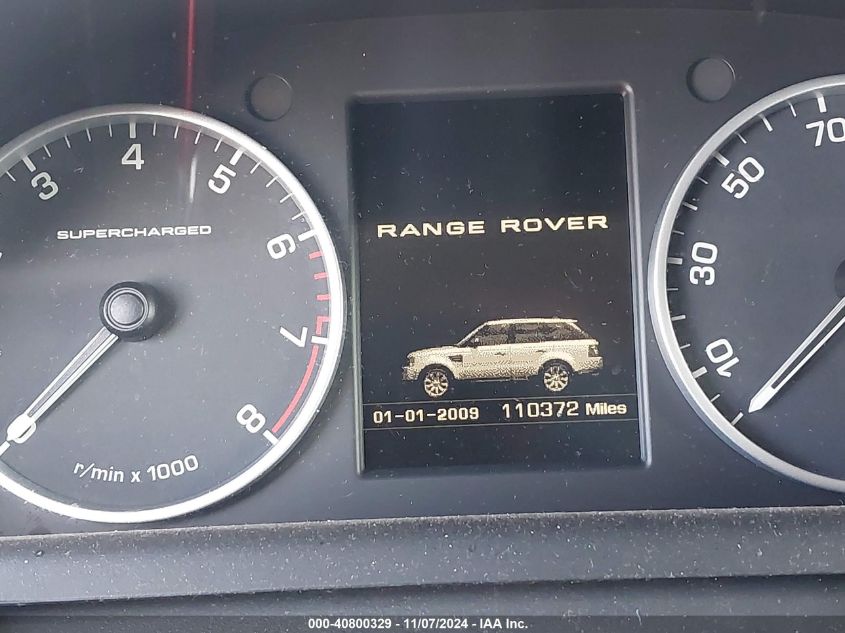 3 4 5
SUPERCHARGED
6
7
8
0
r/min x 1000
RANGE ROVER
01-01-2009 110372 Miles
70
50
30
10
000-40800329 - 11/07/2024 - IAA Inc.